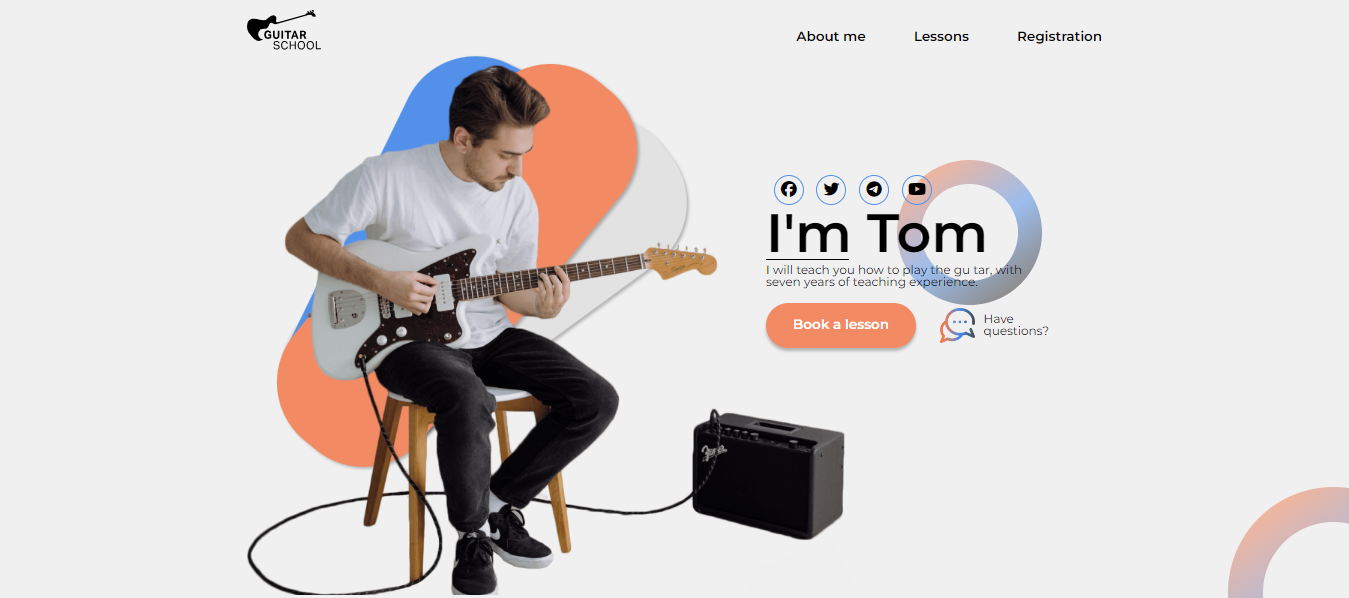 GUITAR
SCHOOL
About me
Lessons
Registration
I'm Tom
I will teach you how to play the gu tar, with
seven years of teaching experience.
Book a lesson
Have
questions?
Fender